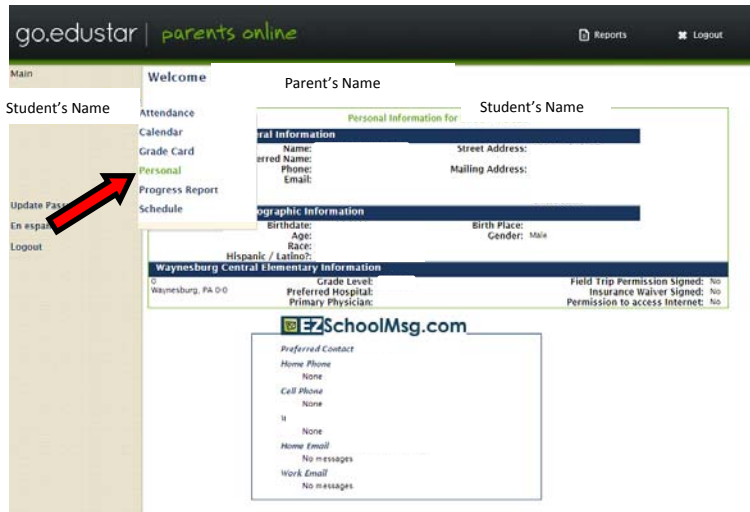 go.edustar | parents online
Reports
Logout
Main
Welcome
Parent's Name
Student's Name
Student's Name
Attendance
Calendar
Grade Card
Personal
Progress Report
Schedule
Update
En
Logout
Personal Information for
Information
Name:
Street Address:
Name:
Phone:
Mailing Address:
Email:
Information
Birthdate:
Birth Place:
Age:
Gender: Male
Race:
Hispanic / Latino?:
Waynesburg Central Elementary Information
0
Waynesburg, PA 0-0
Grade Level:
Preferred Hospital:
Primary Physician:
Field Trip Permission Signed: No
Insurance Waiver Signed: No
Permission to access Internet: No
EZSchoolMsg.com
Preferred Contact
Home Phone
None
Cell Phone
None
None
Home Email
No messages
Work Email
No messages